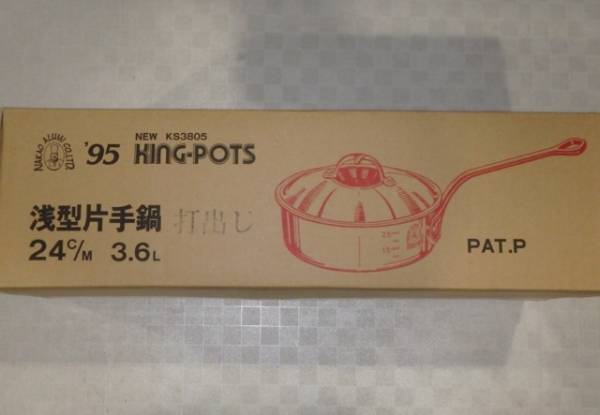 NAKAO ALUMI CO.LTD
'95 NEW KS3805
KING-POTS
浅型片手鍋 打出し
24C/M 3.6L
PAT.P